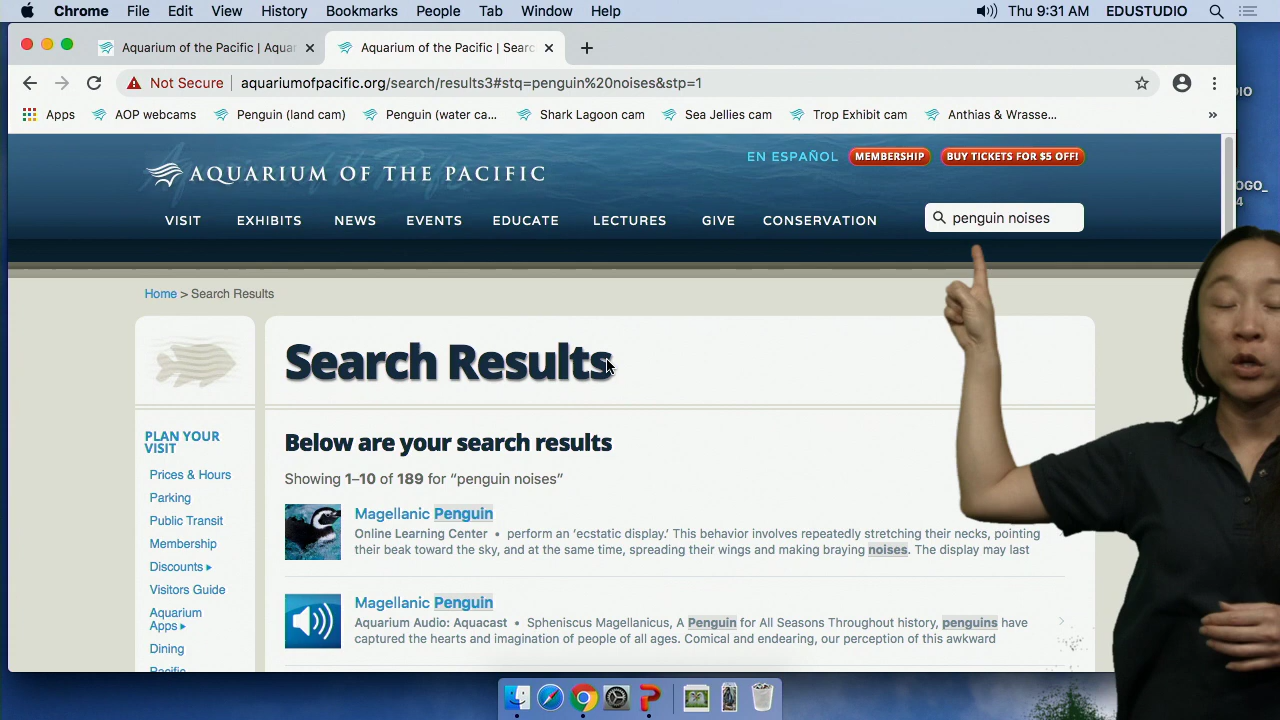 Chrome File Edit View History Bookmarks People Tab Window Help Thu 9:31 AM EDUSTUDIO
Aquarium of the Pacific | Aquar
Aquarium of the Pacific | Searc
Not Secure aquariumofpacific.org/search/results3#stq=penguin%20noises&stp=1
Apps AOP webcams Penguin (land cam) Penguin (water ca... Shark Lagoon cam Sea Jellies cam Trop Exhibit cam Anthias & Wrasse... »
AQUARIUM OF THE PACIFIC
EN ESPAÑOL MEMBERSHIP BUY TICKETS FOR $5 OFF!
VISIT EXHIBITS NEWS EVENTS EDUCATE LECTURES GIVE CONSERVATION
penguin noises
Home > Search Results
Search Results
PLAN YOUR
VISIT
Prices & Hours
Parking
Public Transit
Membership
Discounts
Visitors Guide
Aquarium
Apps
Dining
Below are your search results
Showing 1–10 of 189 for “penguin noises”
Magellanic Penguin
Online Learning Center • perform an ‘ecstatic display.’ This behavior involves repeatedly stretching their necks, pointing
their beak toward the sky, and at the same time, spreading their wings and making braying noises. The display may last
Magellanic Penguin
Aquarium Audio: Aquacast • Spheniscus Magellanicus, A Penguin for All Seasons Throughout history, penguins have
captured the hearts and imagination of people of all ages. Comical and endearing, our perception of this awkward